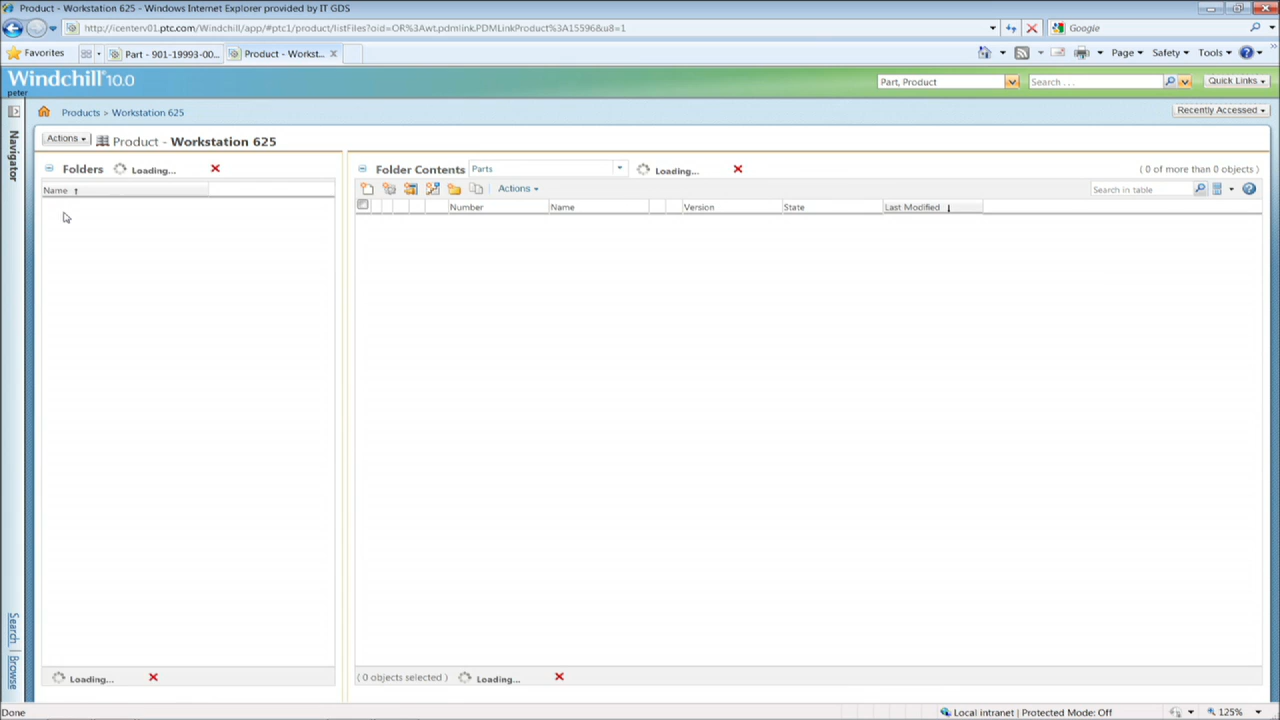 Product - Workstation 625 - Windows Internet Explorer provided by IT GDS
http://icenterv01.ptc.com/Windchill/app/#ptc1/product/listFiles?oid=OR%3Awt.pdmlink.PDMLinkProduct%3A15596&u8=1
Google
Favorites
Part - 901-19993-00...
Product - Workst...
Page
Safety
Tools
Windchill 10.0
peter
Part, Product
Search . . .
Quick Links
Products > Workstation 625
Recently Accessed
Navigator
Actions
Product - Workstation 625
Folders
Loading...
Folder Contents
Parts
Loading...
( 0 of more than 0 objects )
Name
Actions
Search in table
Number
Name
Version
State
Last Modified
Search
Browse
Loading...
( 0 objects selected )
Loading...
Done
Local intranet | Protected Mode: Off
125%